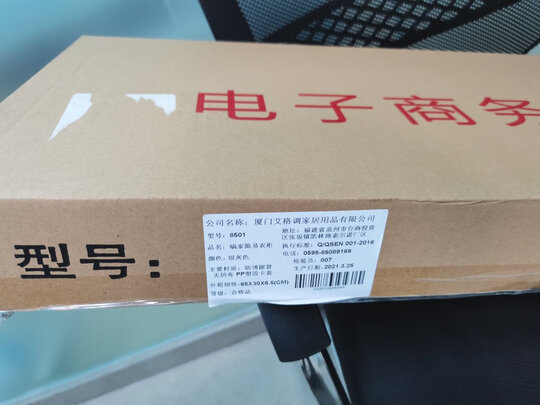 电子商务
型号:
公司名称: 厦门艾格调家居用品有限公司
型号: 8501
地址: 福建省泉州市台商投资区张坂镇凯林路索尔诺厂区
品名: 蜗家简易衣柜
执行标准: Q/QSEN 001-2016
颜色: 银灰色
电话: 0595-85089169
检验员: 007
主要材质: 防锈圆管
无纺布 PP塑胶卡套
生产日期: 2021.3.26
外箱规格: 65X30X6.5(CM)
等级: 合格品